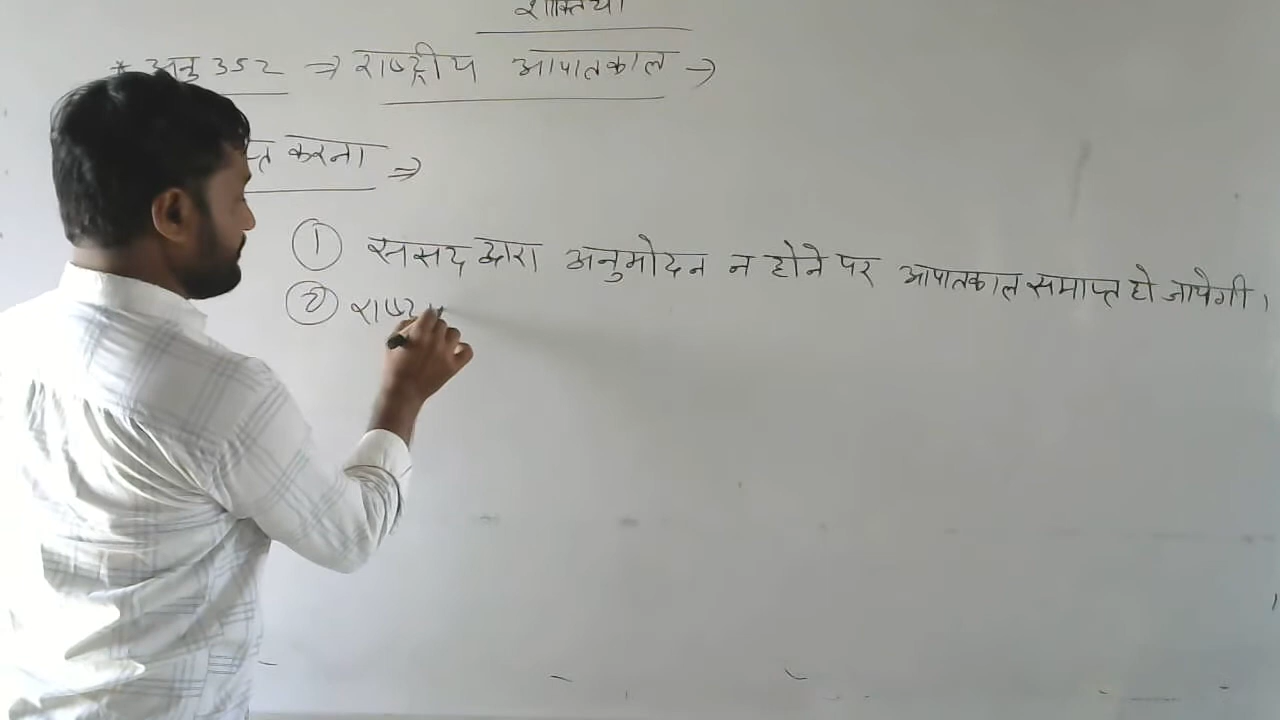 शक्तियां
* अनु 352 ⇒ राष्ट्रीय आपातकाल →
करना ⇒
① संसद द्वारा अनुमोदन न होने पर आपातकाल समाप्त हो जायेगी।
②